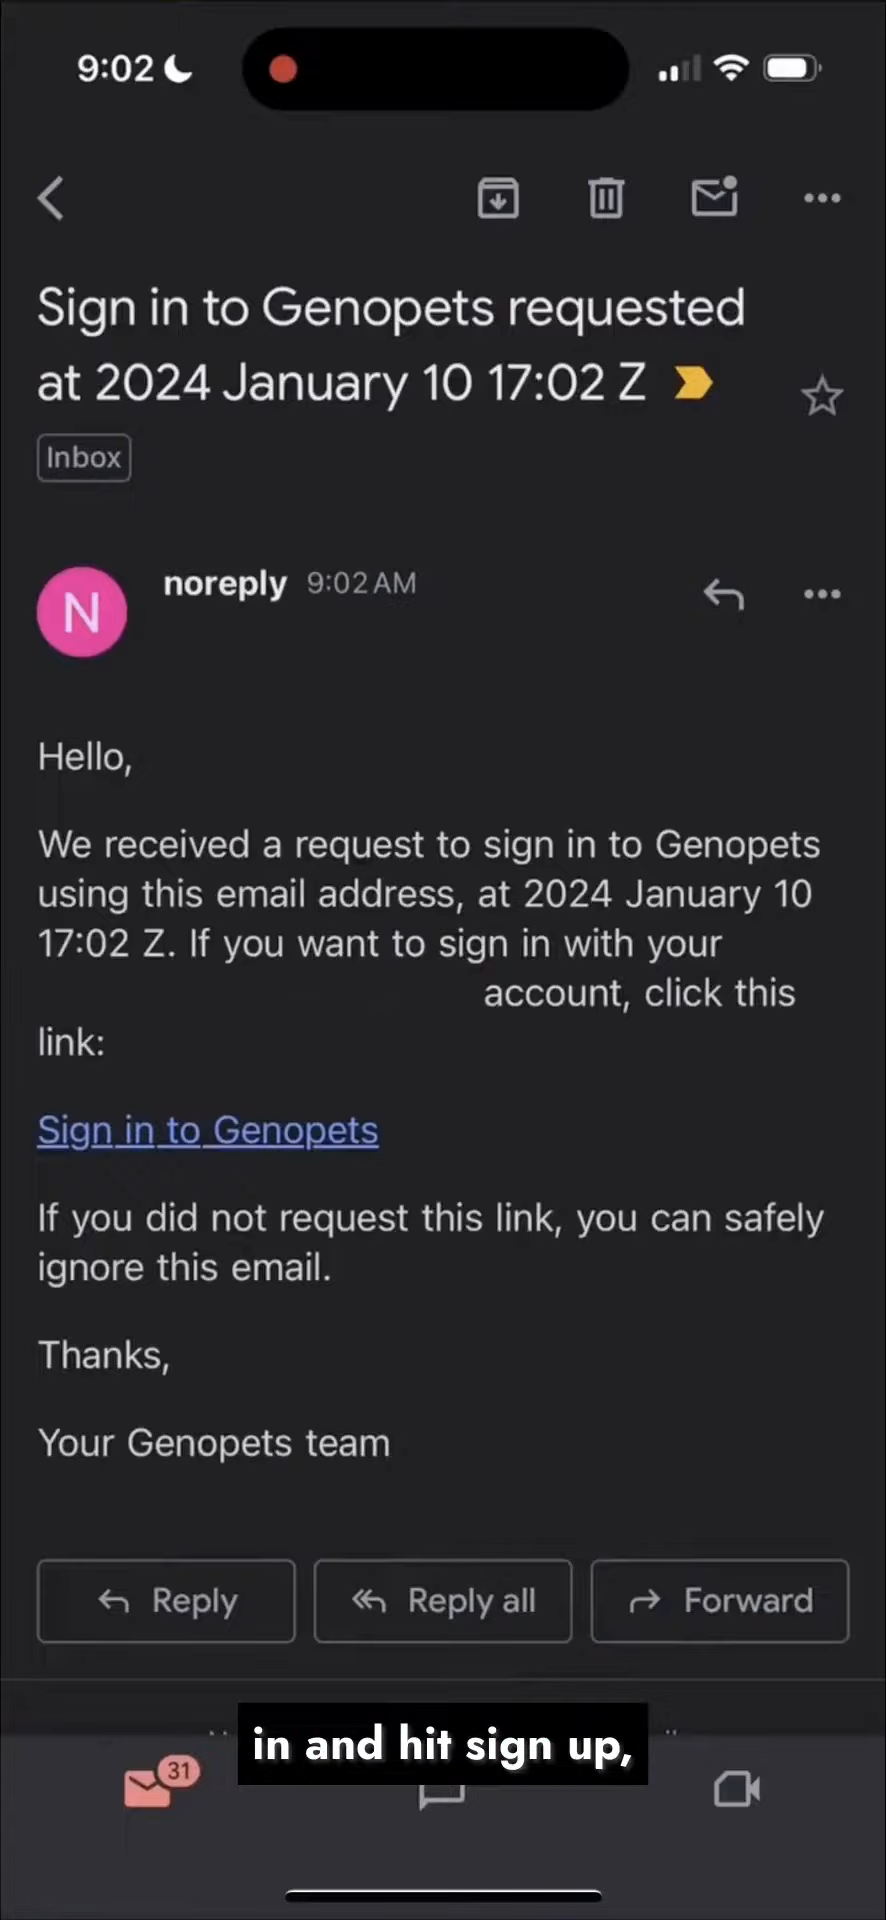 9:02
Sign in to Genopets requested
at 2024 January 10 17:02 Z
Inbox
N
noreply 9:02 AM
Hello,
We received a request to sign in to Genopets
using this email address, at 2024 January 10
17:02 Z. If you want to sign in with your
account, click this
link:
Sign in to Genopets
If you did not request this link, you can safely
ignore this email.
Thanks,
Your Genopets team
Reply
Reply all
Forward
in and hit sign up,
31